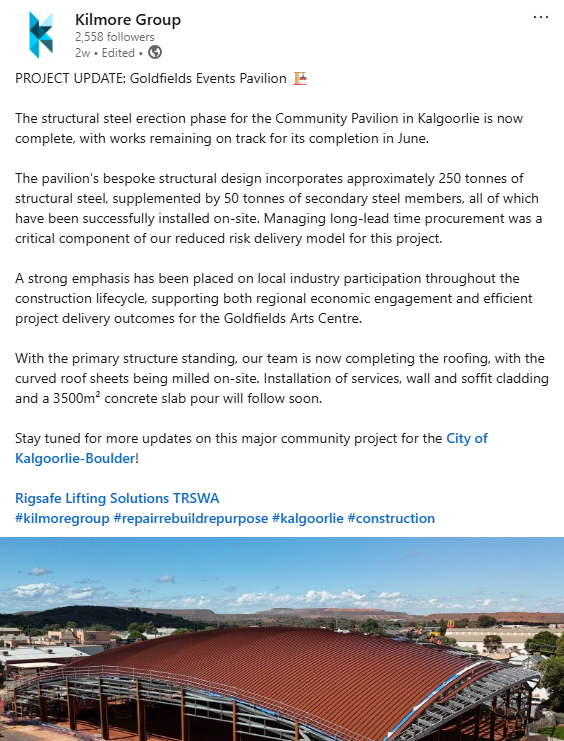 Kilmore Group
2,558 followers
2w • Edited •
PROJECT UPDATE: Goldfields Events Pavilion 🏗️
The structural steel erection phase for the Community Pavilion in Kalgoorlie is now
complete, with works remaining on track for its completion in June.
The pavilion's bespoke structural design incorporates approximately 250 tonnes of
structural steel, supplemented by 50 tonnes of secondary steel members, all of which
have been successfully installed on-site. Managing long-lead time procurement was a
critical component of our reduced risk delivery model for this project.
A strong emphasis has been placed on local industry participation throughout the
construction lifecycle, supporting both regional economic engagement and efficient
project delivery outcomes for the Goldfields Arts Centre.
With the primary structure standing, our team is now completing the roofing, with the
curved roof sheets being milled on-site. Installation of services, wall and soffit cladding
and a 3500m² concrete slab pour will follow soon.
Stay tuned for more updates on this major community project for the City of
Kalgoorlie-Boulder!
Rigsafe Lifting Solutions TRSWA
#kilmoregroup #repairrebuildrepurpose #kalgoorlie #construction